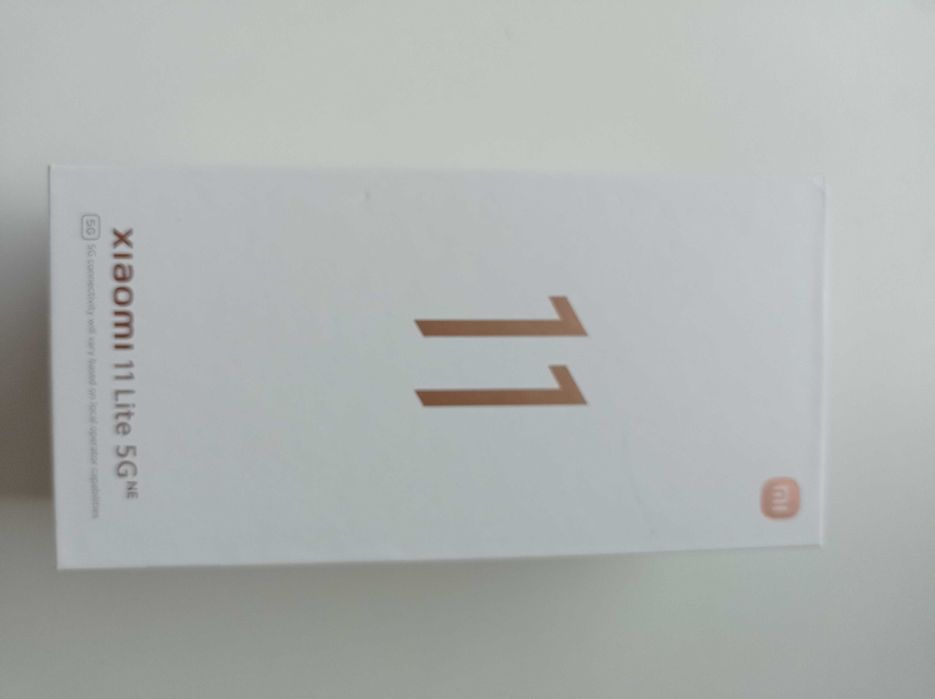 mi
11
xiaomi 11 Lite 5G NE
5G 5G connectivity will vary based on local operator capabilities